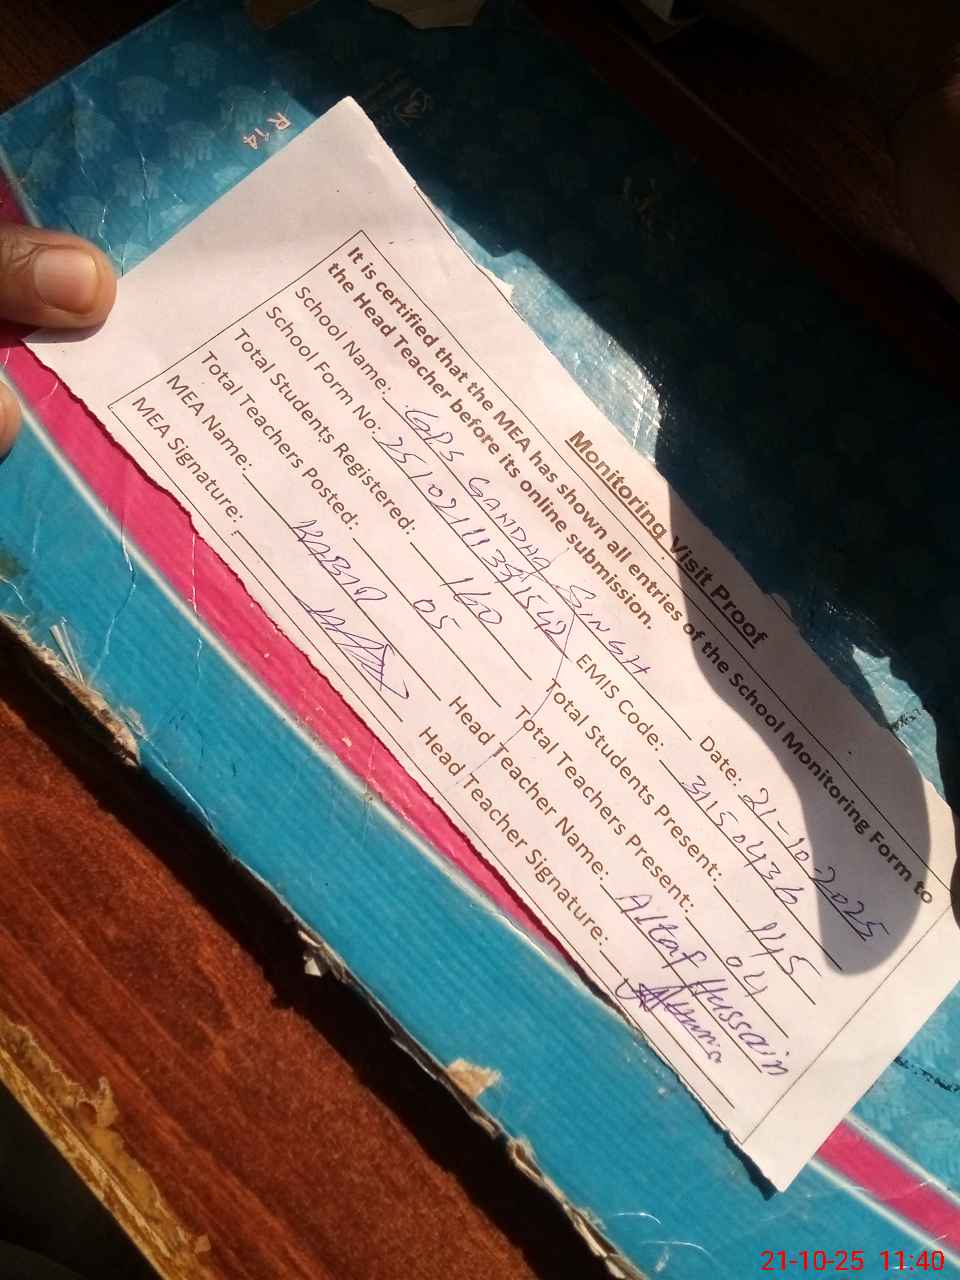 Monitoring Visit Proof
It is certified that the MEA has shown all entries of the School Monitoring Form to
the Head Teacher before its online submission.
School Name: GPS GANDHA SINGH Date: 21-10-2025
School Form No: EMIS Code: 31150436
Total Students Registered: 160 Total Students Present: 145
Total Teachers Posted: 05 Total Teachers Present: 04
MEA Name: KABIR Head Teacher Name: Altaf Hussain
MEA Signature: Head Teacher Signature:
21-10-25 11:40